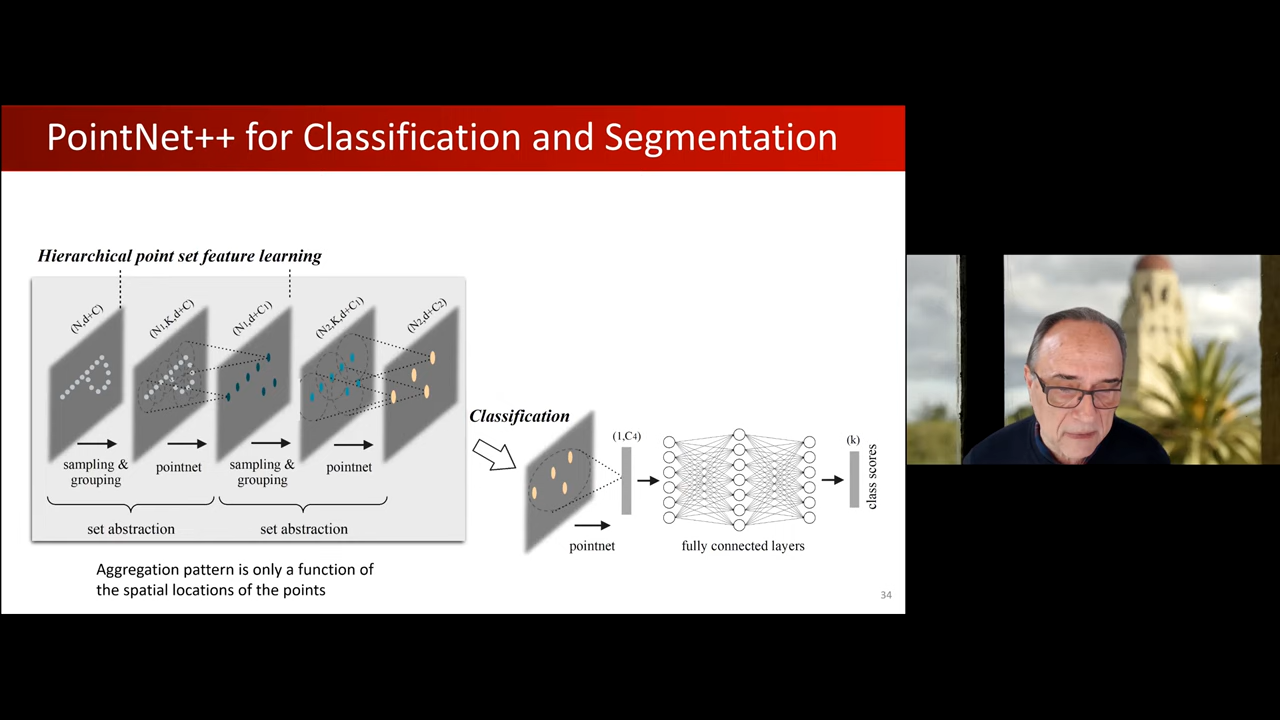 PointNet++ for Classification and Segmentation
Hierarchical point set feature learning
(N,d+C)
(N₁,K,d+C)
(N₁,d+C₁)
(N₂,K,d+C₁)
(N₂,d+C₂)
sampling &
grouping
pointnet
sampling &
grouping
pointnet
set abstraction
set abstraction
Classification
(1,C₄)
(k)
class scores
pointnet
fully connected layers
Aggregation pattern is only a function of
the spatial locations of the points
34